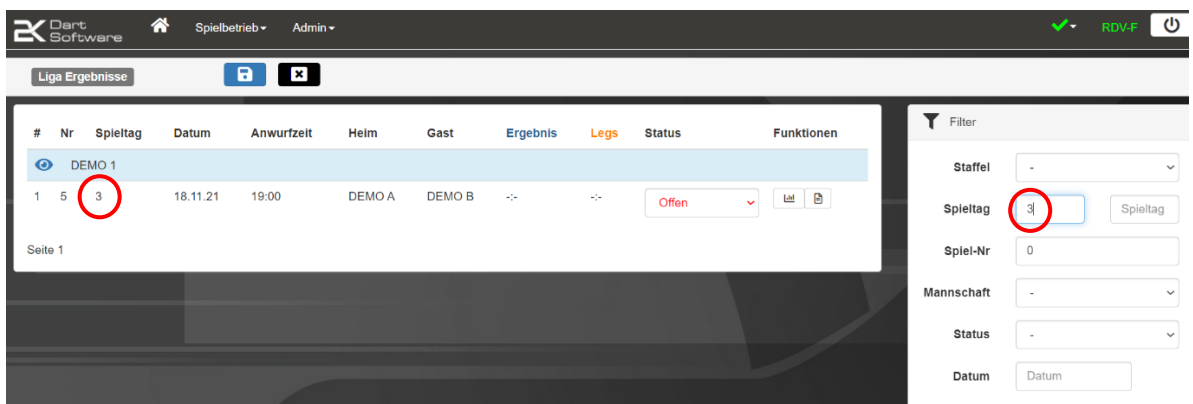 2K Dart Software Spielbetrieb Admin RDV-F
Liga Ergebnisse
# Nr Spieltag Datum Anwurfzeit Heim Gast Ergebnis Legs Status Funktionen
DEMO 1
1 5 3 18.11.21 19:00 DEMO A DEMO B -:- -:- Offen
Seite 1
Filter
Staffel -
Spieltag 3 Spieltag
Spiel-Nr 0
Mannschaft -
Status -
Datum Datum